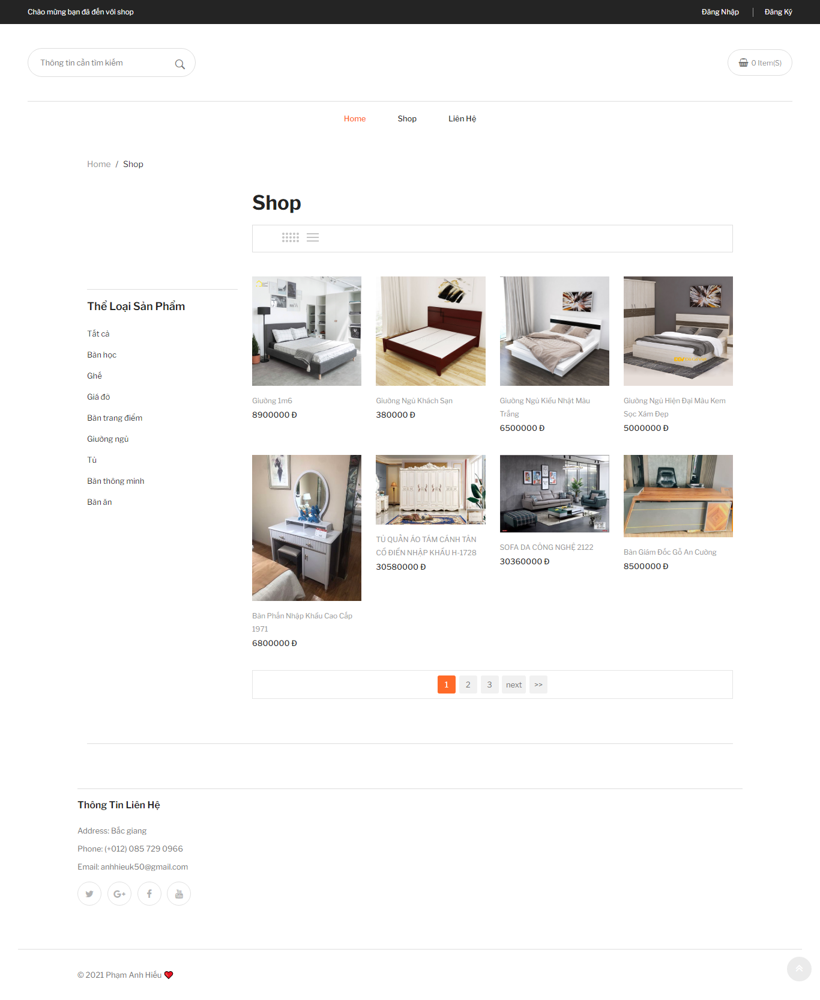 Chào mừng bạn đã đến với shop
Đăng Nhập
Đăng Ký
Thông tin cần tìm kiếm
0 Item(S)
Home
Shop
Liên Hệ
Home / Shop
Shop
Thể Loại Sản Phẩm
Tất cả
Bàn học
Ghế
Giá đỡ
Bàn trang điểm
Giường ngủ
Tủ
Bàn thông minh
Bàn ăn
Giường 1m6
8900000 Đ
Giường Ngủ Khách Sạn
380000 Đ
Giường Ngủ Kiểu Nhật Màu
Trắng
6500000 Đ
Giường Ngủ Hiện Đại Màu Kem
Sọc Xám Đẹp
5000000 Đ
Bàn Phấn Nhập Khẩu Cao Cấp
1971
6800000 Đ
TỦ QUẦN ÁO TÁM CÁNH TÂN
CỔ ĐIỂN NHẬP KHẨU H-1728
30580000 Đ
SOFA DA CÔNG NGHỆ 2122
30360000 Đ
Bàn Giám Đốc Gỗ An Cường
8500000 Đ
1 2 3 next >>
Thông Tin Liên Hệ
Address: Bắc giang
Phone: (+012) 085 729 0966
Email: anhhieuk50@gmail.com
© 2021 Phạm Anh Hiếu